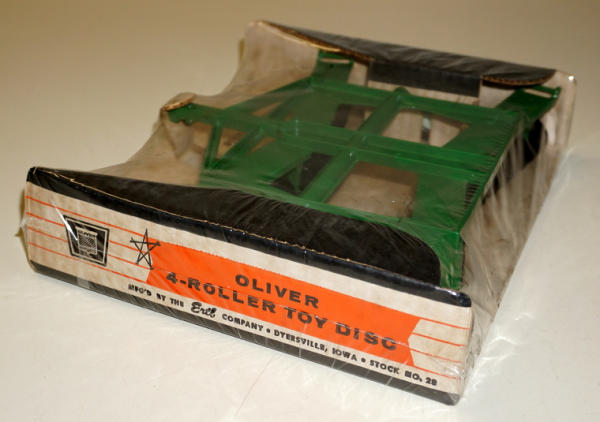 OLIVER
4-ROLLER TOY DISC
MFG'D BY THE Ertl COMPANY • DYERSVILLE, IOWA • STOCK NO. 28